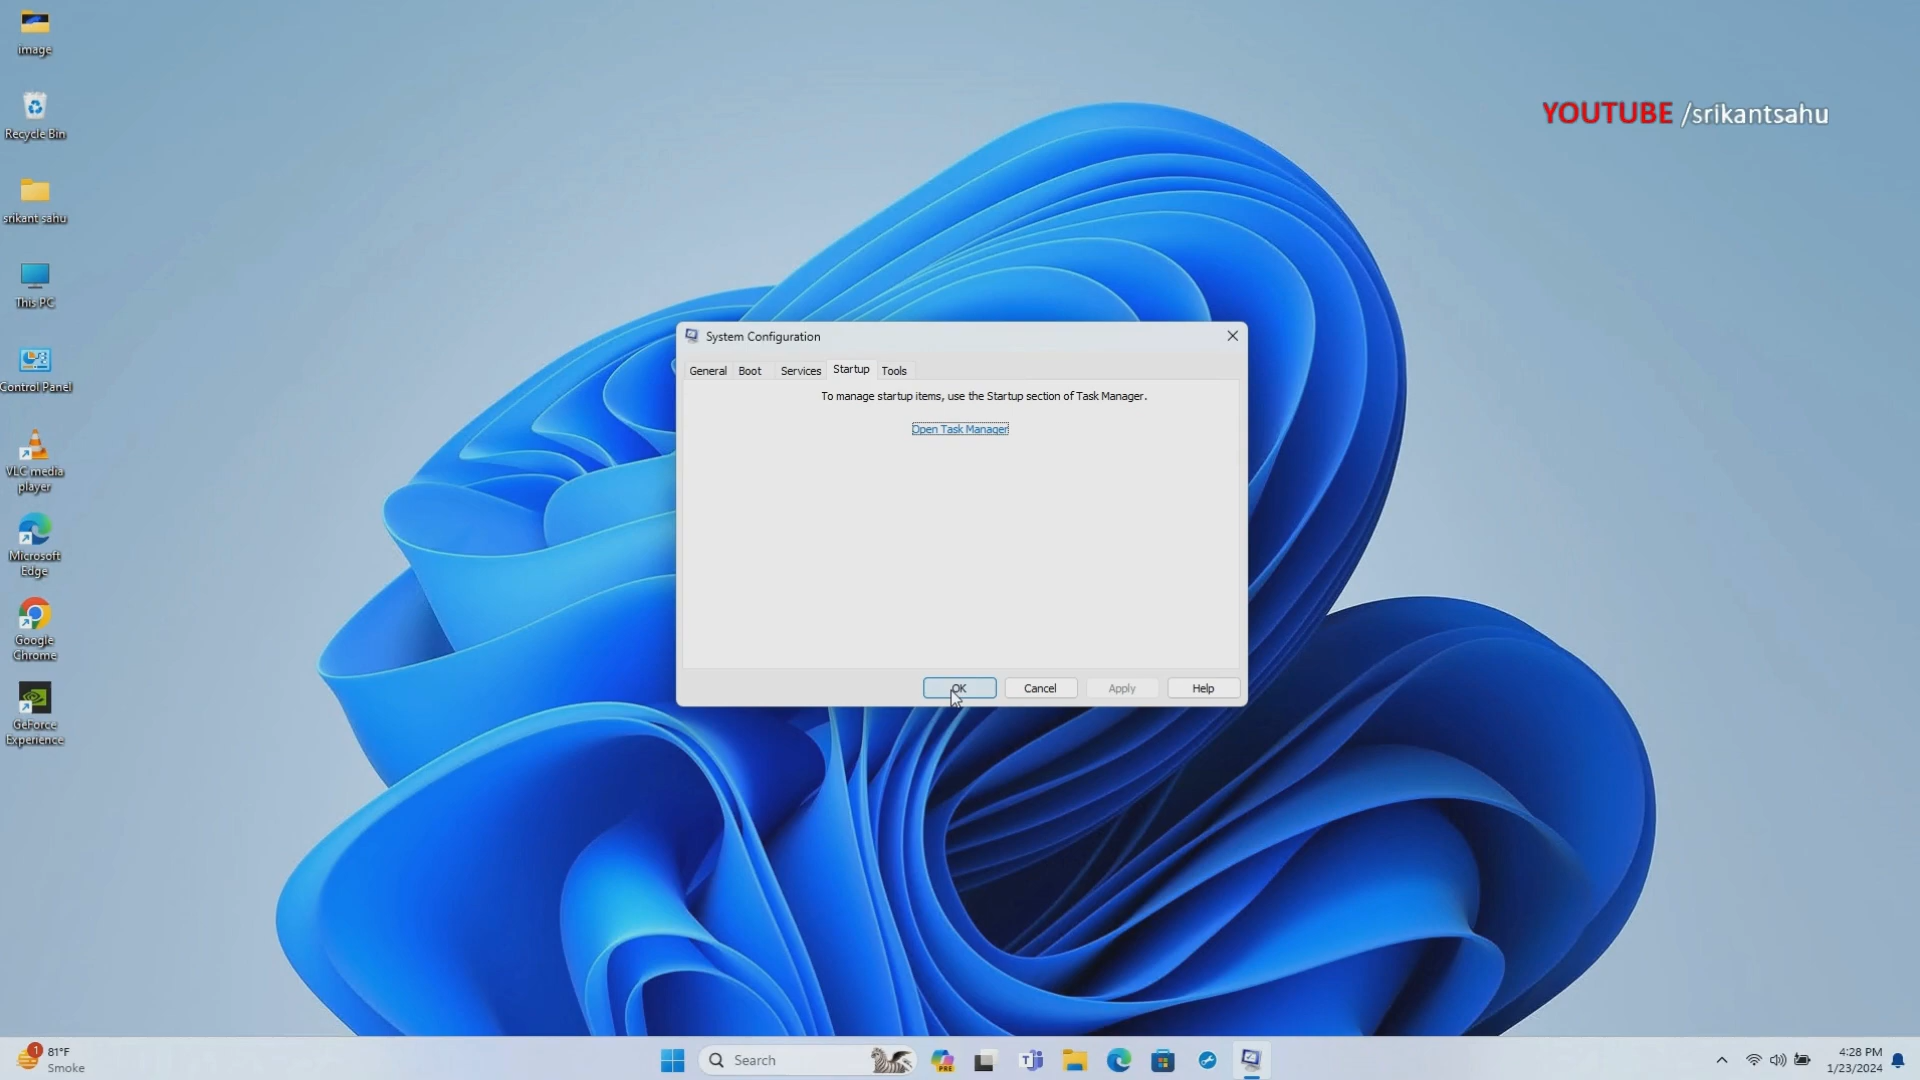 image
Recycle Bin
srikant sahu
This PC
Control Panel
VLC media
player
Microsoft
Edge
Google
Chrome
GeForce
Experience
YOUTUBE /srikantsahu
System Configuration
General Boot Services Startup Tools
To manage startup items, use the Startup section of Task Manager.
Open Task Manager
OK Cancel Apply Help
1
81°F
Smoke
Search
PRE
4:28 PM
1/23/2024